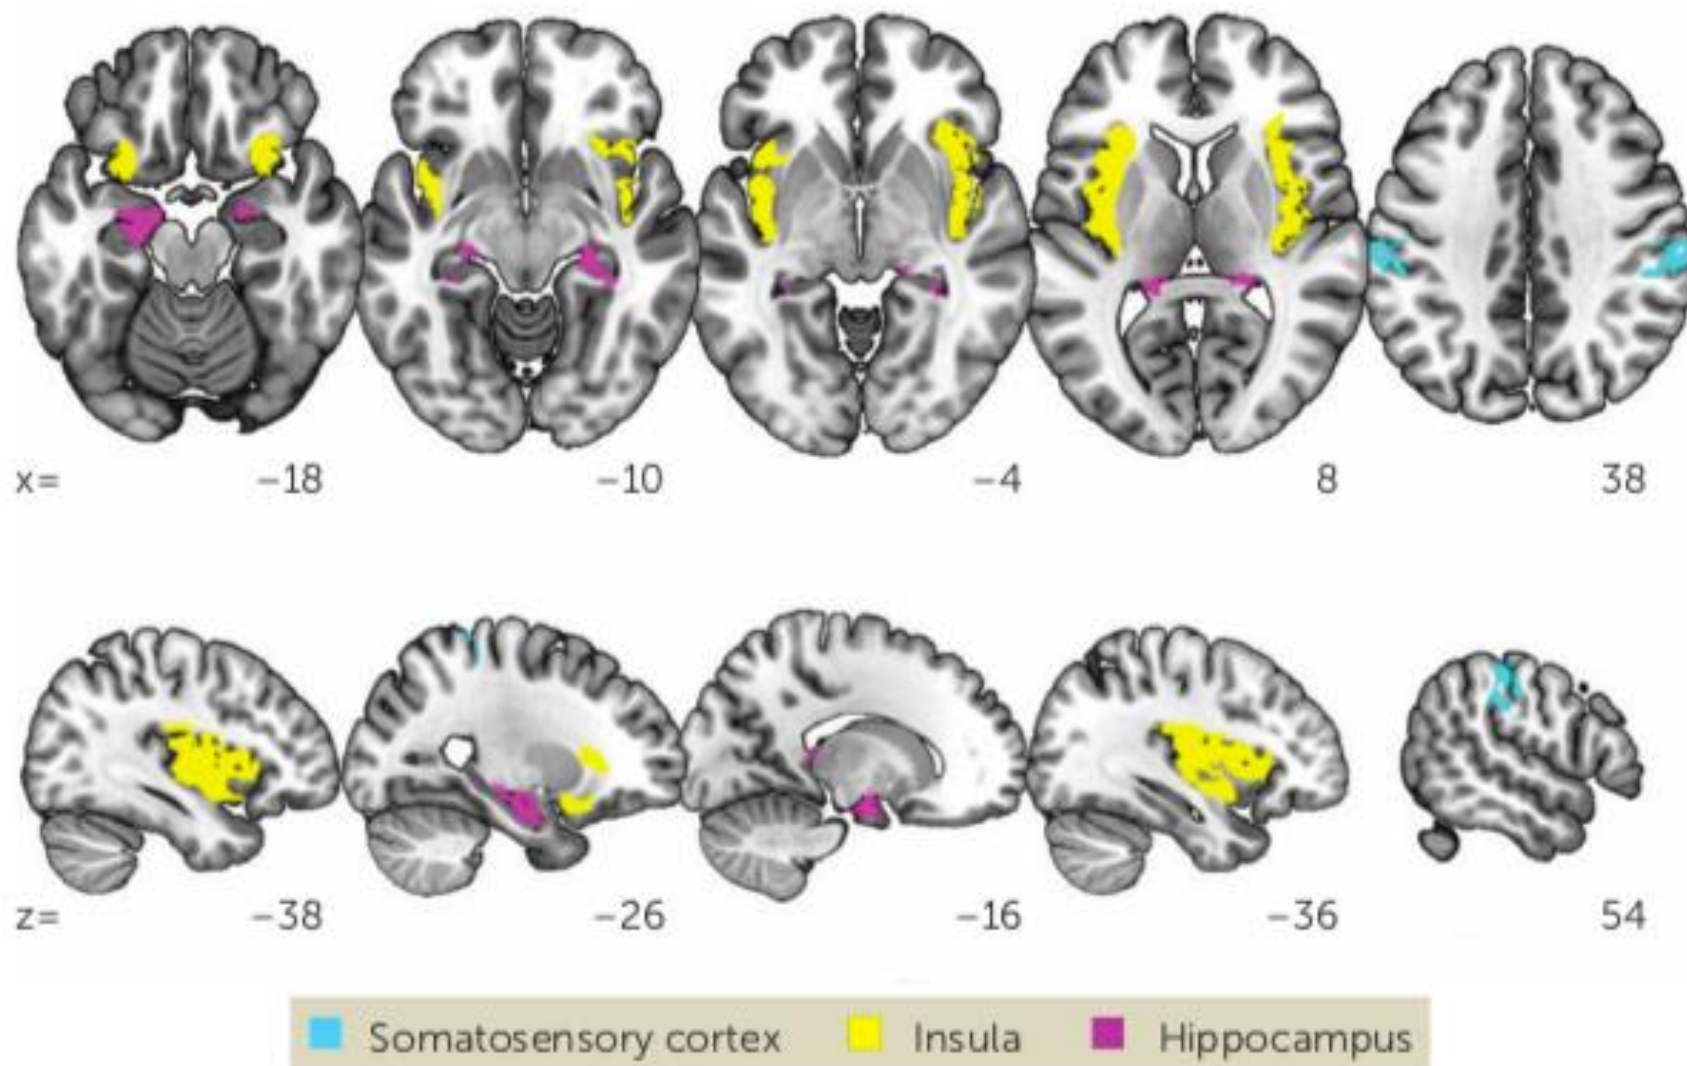 x= −18 −10 −4 8 38
z= −38 −26 −16 −36 54
Somatosensory cortex Insula Hippocampus